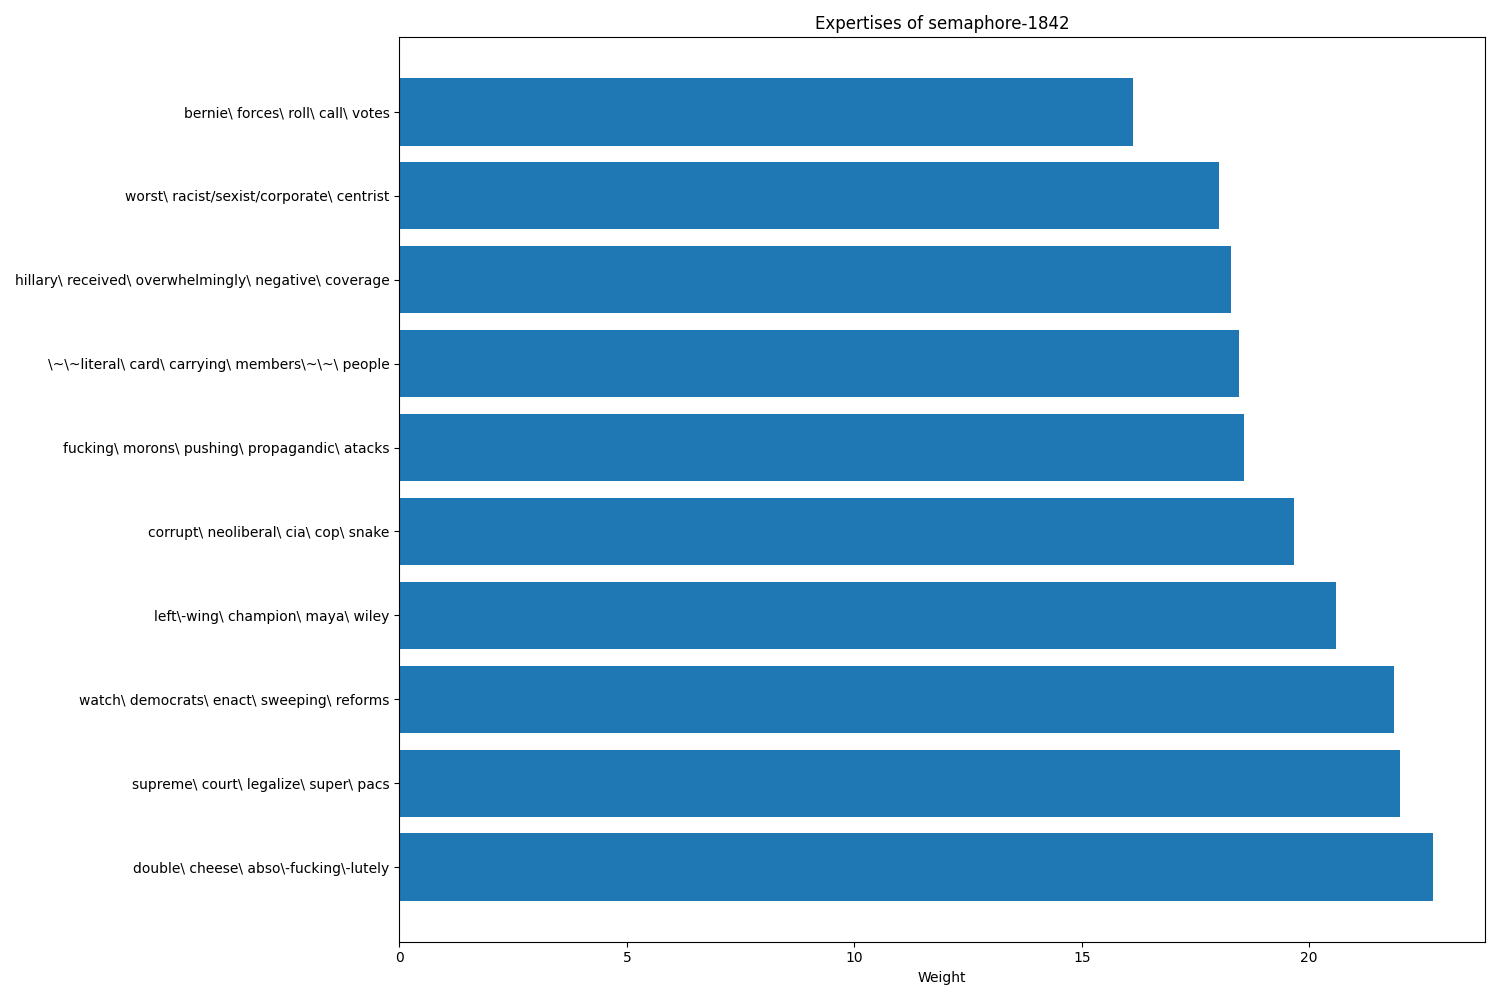 Expertises of semaphore-1842
bernie\ forces\ roll\ call\ votes
worst\ racist/sexist/corporate\ centrist
hillary\ received\ overwhelmingly\ negative\ coverage
\~\~literal\ card\ carrying\ members\~\~\ people
fucking\ morons\ pushing\ propagandic\ atacks
corrupt\ neoliberal\ cia\ cop\ snake
left\-wing\ champion\ maya\ wiley
watch\ democrats\ enact\ sweeping\ reforms
supreme\ court\ legalize\ super\ pacs
double\ cheese\ abso\-fucking\-lutely
0 5 10 15 20
Weight